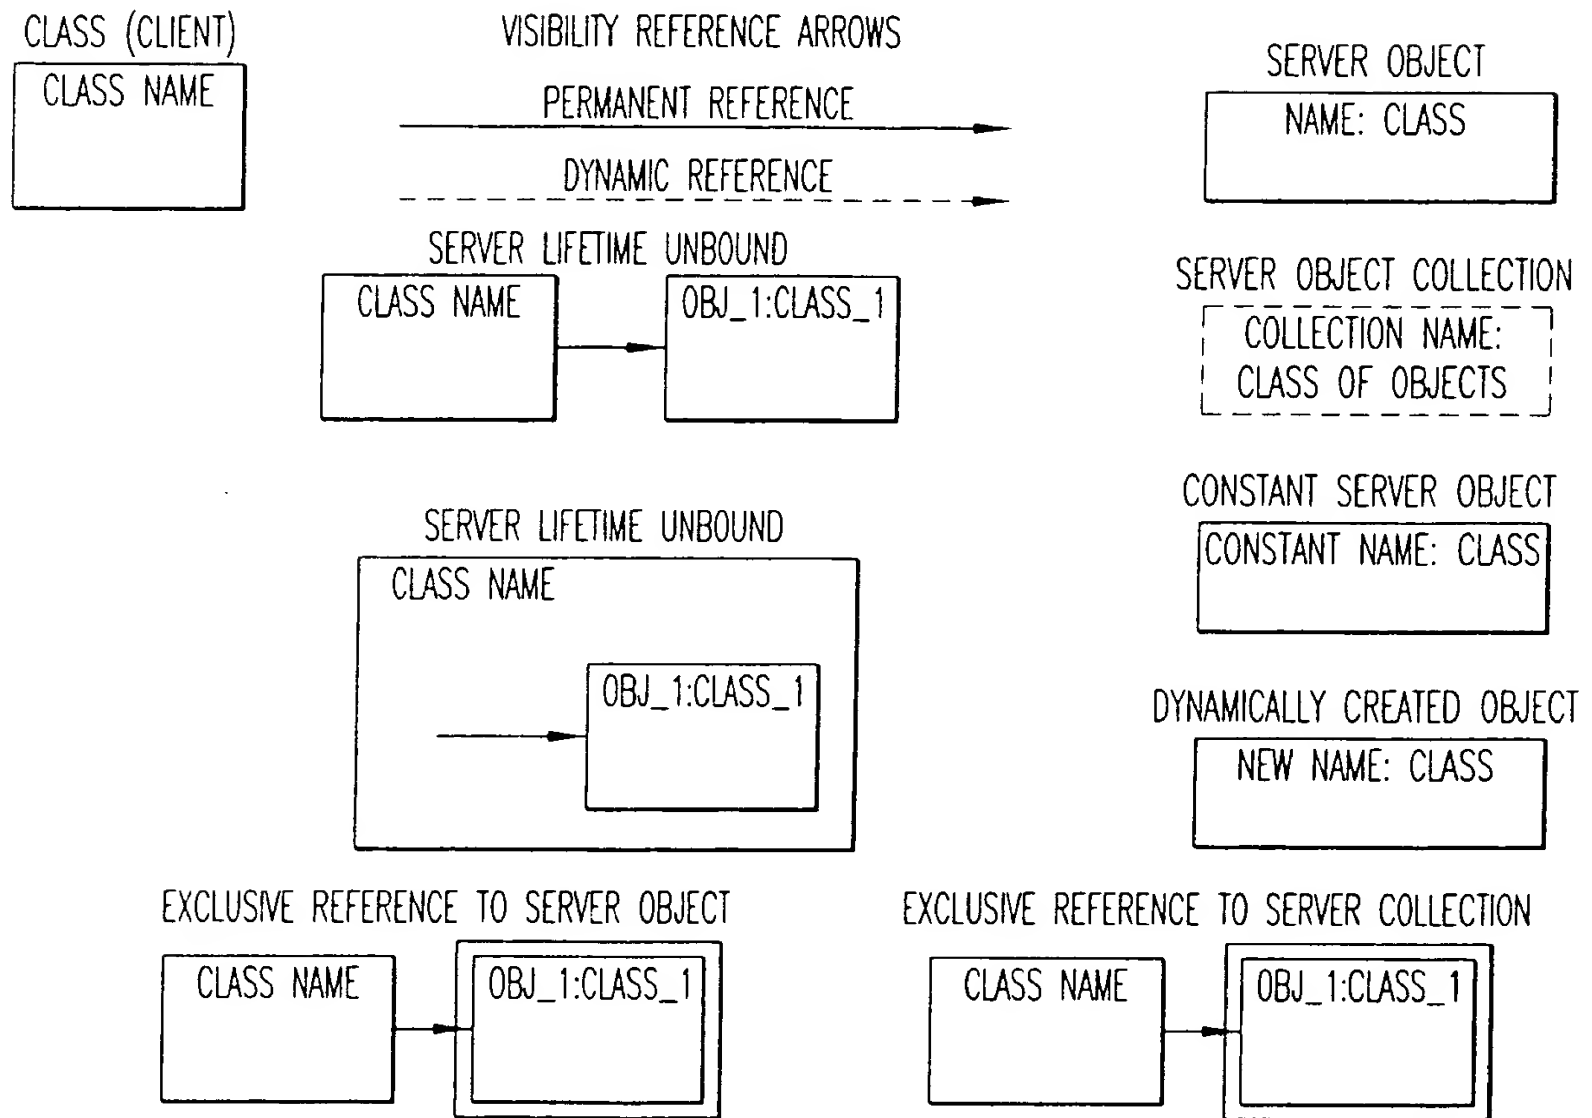 CLASS (CLIENT)
CLASS NAME
VISIBILITY REFERENCE ARROWS
PERMANENT REFERENCE
DYNAMIC REFERENCE
SERVER OBJECT
NAME: CLASS
SERVER LIFETIME UNBOUND
CLASS NAME
OBJ_1:CLASS_1
SERVER OBJECT COLLECTION
COLLECTION NAME:
CLASS OF OBJECTS
SERVER LIFETIME UNBOUND
CLASS NAME
OBJ_1:CLASS_1
CONSTANT SERVER OBJECT
CONSTANT NAME: CLASS
DYNAMICALLY CREATED OBJECT
NEW NAME: CLASS
EXCLUSIVE REFERENCE TO SERVER OBJECT
CLASS NAME
OBJ_1:CLASS_1
EXCLUSIVE REFERENCE TO SERVER COLLECTION
CLASS NAME
OBJ_1:CLASS_1